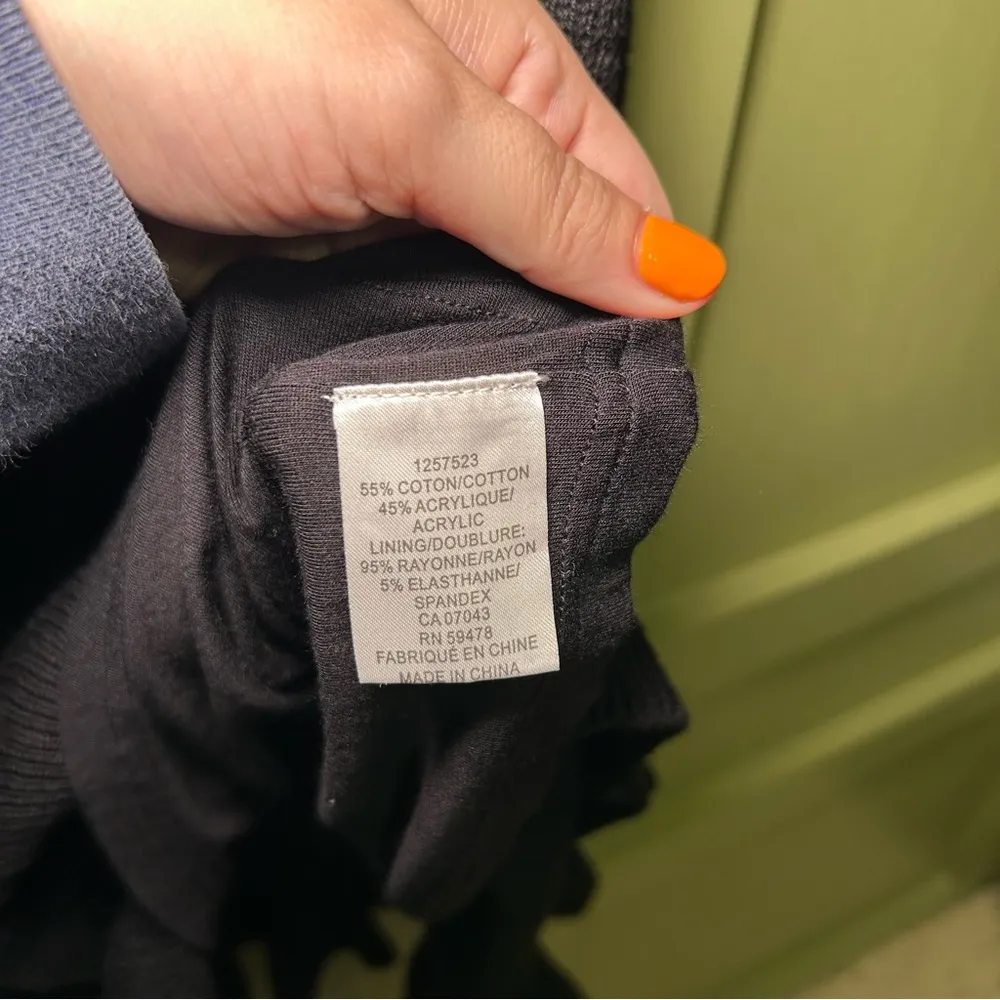 1257523
55% COTON/COTTON
45% ACRYLIQUE/
ACRYLIC
LINING/DOUBLURE:
95% RAYONNE/RAYON
5% ELASTHANNE/
SPANDEX
CA 07043
RN 59478
FABRIQUÉ EN CHINE
MADE IN CHINA